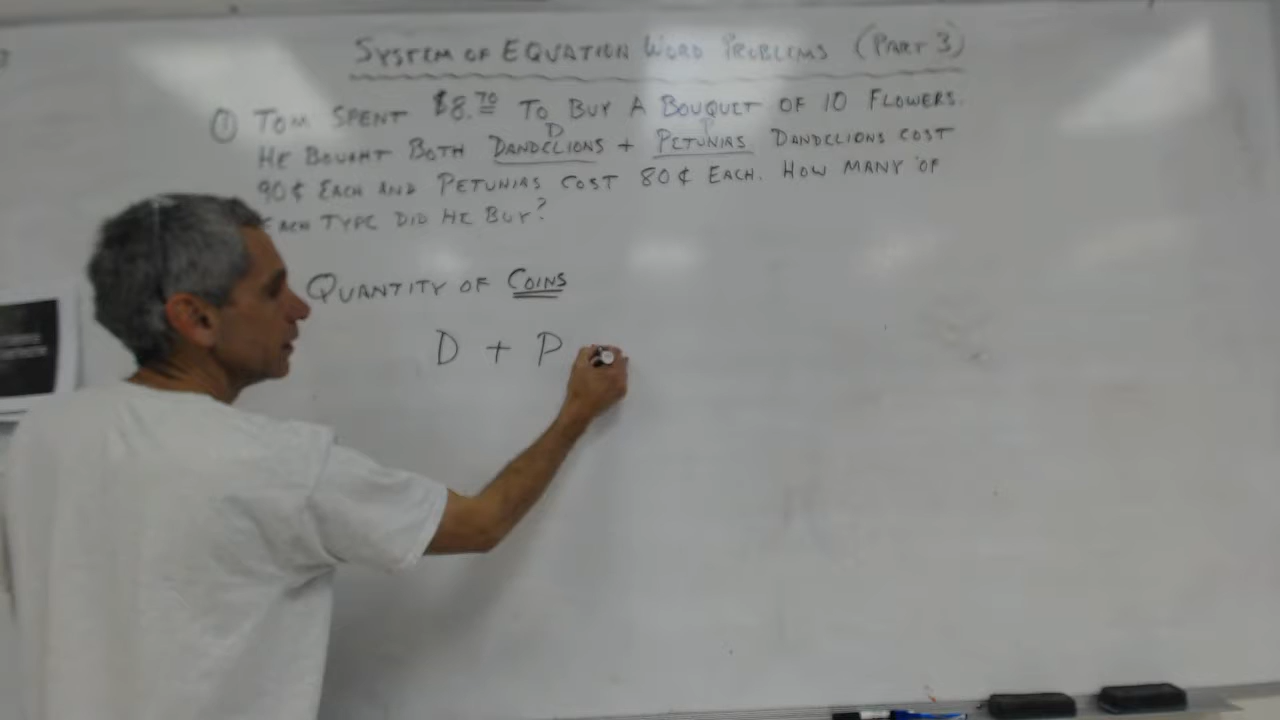 SYSTEM OF EQUATION WORD PROBLEMS (PART 3)
① TOM SPENT $8.70 TO BUY A BOUQUET OF 10 FLOWERS.
D P
HE BOUGHT BOTH DANDELIONS + PETUNIAS DANDELIONS COST
90¢ EACH AND PETUNIAS COST 80¢ EACH. HOW MANY OF
EACH TYPE DID HE BUY?
QUANTITY OF COINS
D + P